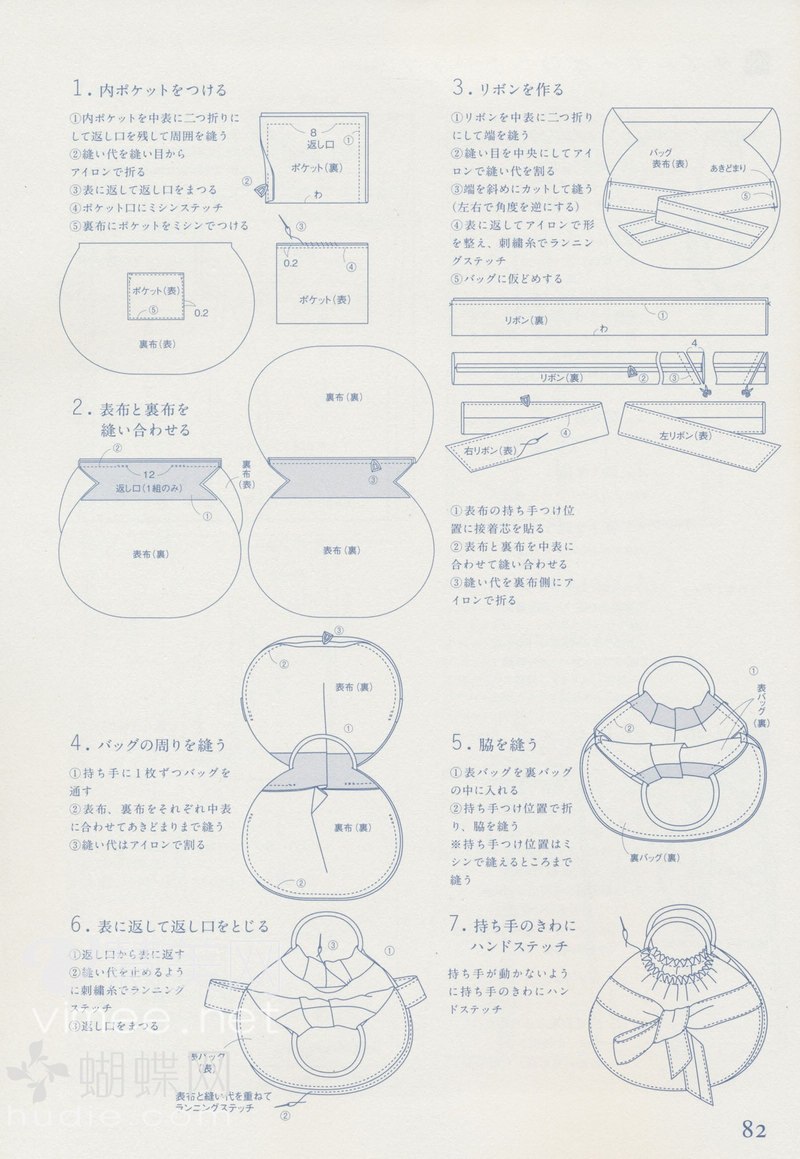 1. 内ポケットをつける
①内ポケットを中表に二つ折りに
して返し口を残して周囲を縫う
②縫い代を縫い目から
アイロンで折る
③表に返して返し口をまつる
④ポケット口にミシンステッチ
⑤裏布にポケットをミシンでつける
8
返し口
①
ポケット(裏)
②
わ
③
0.2
④
ポケット(表)
ポケット(表)
⑤
0.2
裏布(表)
2. 表布と裏布を
縫い合わせる
②
12
返し口(1組のみ)
①
裏布(表)
表布(裏)
裏布(裏)
③
表布(裏)
3. リボンを作る
①リボンを中表に二つ折り
にして端を縫う
②縫い目を中央にしてアイ
ロンで縫い代を割る
③端を斜めにカットして縫う
(左右で角度を逆にする)
④表に返してアイロンで形
を整え、刺繍糸でランニン
グステッチ
⑤バッグに仮どめする
バッグ
表布(表)
あきどまり
⑤
リボン(裏)
①
わ
4
リボン(裏)
②
③
右リボン(表)
④
左リボン(表)
①表布の持ち手つけ位
置に接着芯を貼る
②表布と裏布を中表に
合わせて縫い合わせる
③縫い代を裏布側にア
イロンで折る
4. バッグの周りを縫う
①持ち手に1枚ずつバッグを
通す
②表布、裏布をそれぞれ中表
に合わせてあきどまりまで縫う
③縫い代はアイロンで割る
③
②
表布(裏)
①
裏布(裏)
②
5. 脇を縫う
①表バッグを裏バッグ
の中に入れる
②持ち手つけ位置で折
り、脇を縫う
※持ち手つけ位置はミ
シンで縫えるところまで
縫う
①
表バッグ(裏)
②
裏バッグ(裏)
6. 表に返して返し口をとじる
①返し口から表に返す
②縫い代を止めるよう
に刺繍糸でランニング
ステッチ
③返し口をまつる
③
①
バッグ
(表)
表布と縫い代を重ねて
ランニングステッチ
②
7. 持ち手のきわに
ハンドステッチ
持ち手が動かないよう
に持ち手のきわにハン
ドステッチ
蝴蝶网
hudie.com
82